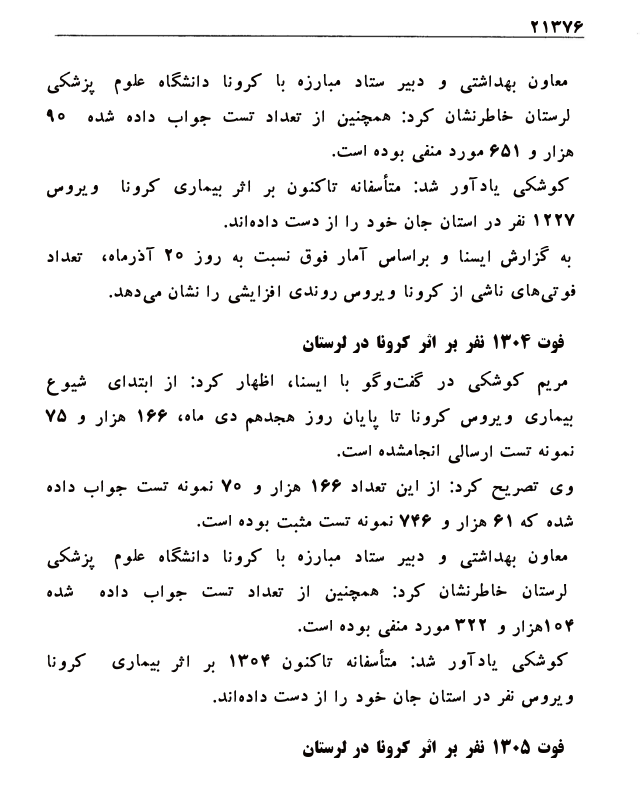 ۲۱۳۷۶
معاون بهداشتی و دبیر ستاد مبارزه با کرونا دانشگاه علوم پزشکی
لرستان خاطرنشان کرد: همچنین از تعداد تست جواب داده شده ۹۰
هزار و ۶۵۱ مورد منفی بوده است.
کوشکی یادآور شد: متأسفانه تاکنون بر اثر بیماری کرونا ویروس
۱۲۲۷ نفر در استان جان خود را از دست داده‌اند.
به گزارش ایسنا و براساس آمار فوق نسبت به روز ۲۰ آذرماه، تعداد
فوتی‌های ناشی از کرونا ویروس روندی افزایشی را نشان می‌دهد.
فوت ۱۳۰۴ نفر بر اثر کرونا در لرستان
مریم کوشکی در گفت‌وگو با ایسنا، اظهار کرد: از ابتدای شیوع
بیماری ویروس کرونا تا پایان روز هجدهم دی ماه، ۱۶۶ هزار و ۷۵
نمونه تست ارسالی انجامشده است.
وی تصریح کرد: از این تعداد ۱۶۶ هزار و ۷۰ نمونه تست جواب داده
شده که ۶۱ هزار و ۷۴۶ نمونه تست مثبت بوده است.
معاون بهداشتی و دبیر ستاد مبارزه با کرونا دانشگاه علوم پزشکی
لرستان خاطرنشان کرد: همچنین از تعداد تست جواب داده شده
۱۰۴هزار و ۳۲۲ مورد منفی بوده است.
کوشکی یادآور شد: متأسفانه تاکنون ۱۳۰۴ بر اثر بیماری کرونا
ویروس نفر در استان جان خود را از دست داده‌اند.
فوت ۱۳۰۵ نفر بر اثر کرونا در لرستان